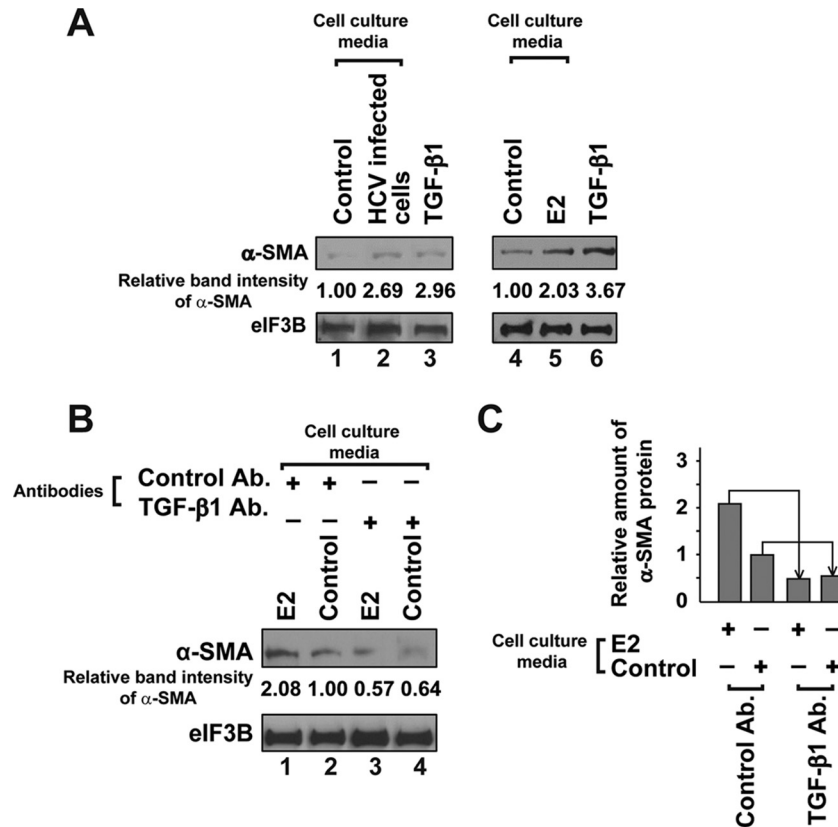 A
Cell culture
media
Cell culture
media
Control
HCV infected
cells
TGF-β1
Control
E2
TGF-β1
α-SMA
Relative band intensity
of α-SMA
1.00 2.69 2.96 1.00 2.03 3.67
eIF3B
1 2 3 4 5 6
B
Cell culture
media
Antibodies
Control Ab. + + – –
TGF-β1 Ab. – – + +
E2
Control
E2
Control
α-SMA
Relative band intensity
of α-SMA
2.08 1.00 0.57 0.64
eIF3B
1 2 3 4
C
Relative amount of
α-SMA protein
3
2
1
0
Cell culture
media
E2 + – + –
Control – + – +
Control Ab.
TGF-β1 Ab.